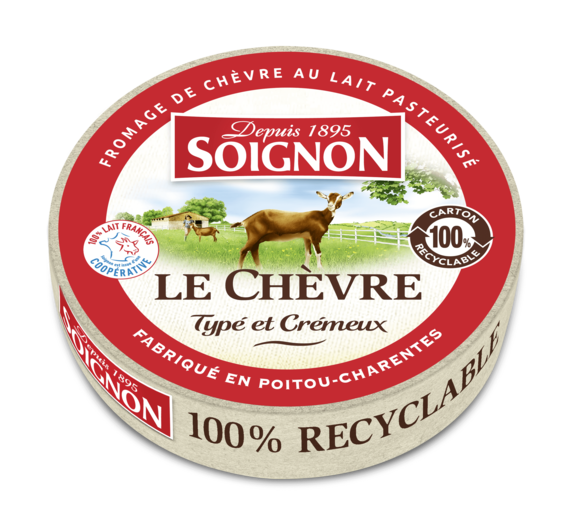 FROMAGE DE CHÈVRE AU LAIT PASTEURISÉ
Depuis 1895
SOIGNON
100% LAIT FRANÇAIS
COOPÉRATIVE
CARTON
100%
RECYCLABLE
LE CHÈVRE
Typé et Crémeux
FABRIQUÉ EN POITOU-CHARENTES
Depuis 1895
SOIGNON
100% RECYCLABLE